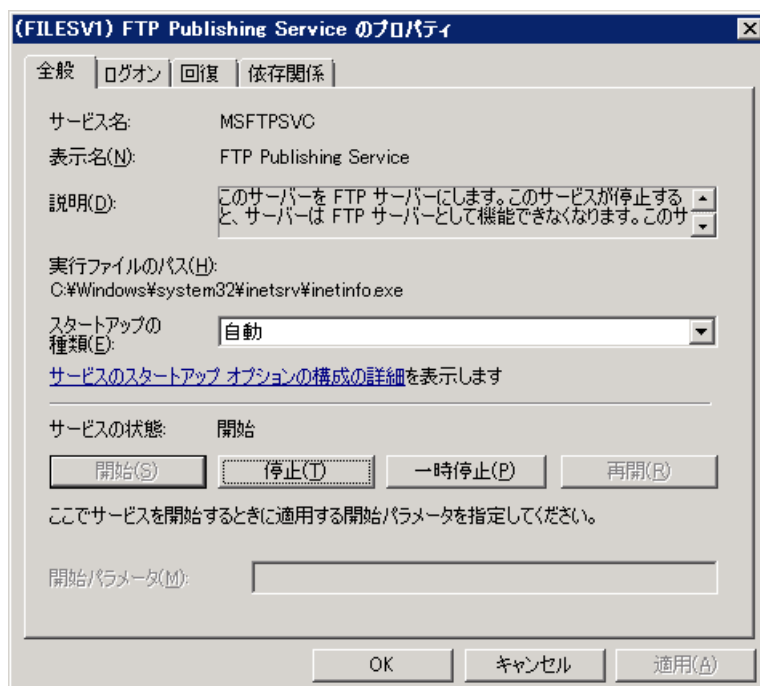 (FILESV1) FTP Publishing Service のプロパティ
全般 ログオン 回復 依存関係
サービス名: MSFTPSVC
表示名(N): FTP Publishing Service
説明(D): このサーバーを FTP サーバーにします。このサービスが停止する
と、サーバーは FTP サーバーとして機能できなくなります。このサ
実行ファイルのパス(H):
C:¥Windows¥system32¥inetsrv¥inetinfo.exe
スタートアップの
種類(E): 自動
サービスのスタートアップ オプションの構成の詳細を表示します
サービスの状態: 開始
開始(S) 停止(T) 一時停止(P) 再開(R)
ここでサービスを開始するときに適用する開始パラメータを指定してください。
開始パラメータ(M):
OK キャンセル 適用(A)